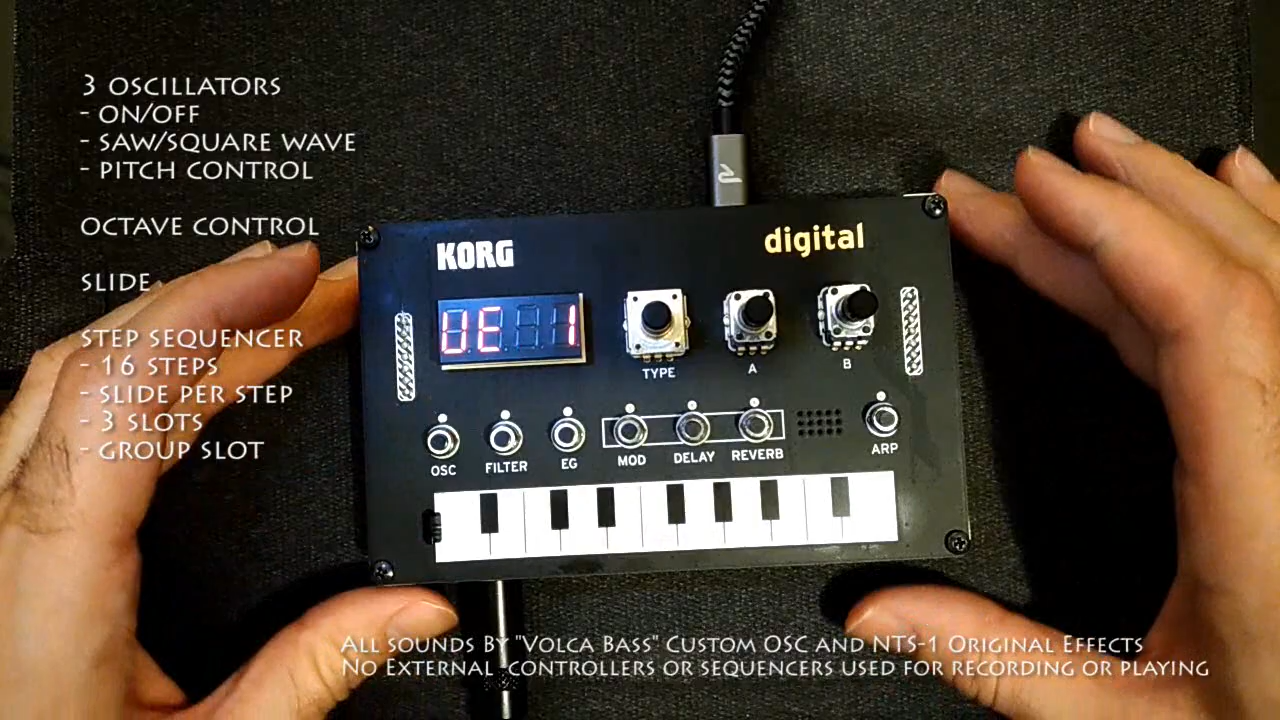 3 OSCILLATORS
- ON/OFF
- SAW/SQUARE WAVE
- PITCH CONTROL
OCTAVE CONTROL
SLIDE
STEP SEQUENCER
- 16 STEPS
- SLIDE PER STEP
- 3 SLOTS
- GROUP SLOT
KORG
digital
TYPE
A
B
OSC
FILTER
EG
MOD
DELAY
REVERB
ARP
ALL SOUNDS BY "VOLCA BASS" CUSTOM OSC AND NTS-1 ORIGINAL EFFECTS
NO EXTERNAL CONTROLLERS OR SEQUENCERS USED FOR RECORDING OR PLAYING